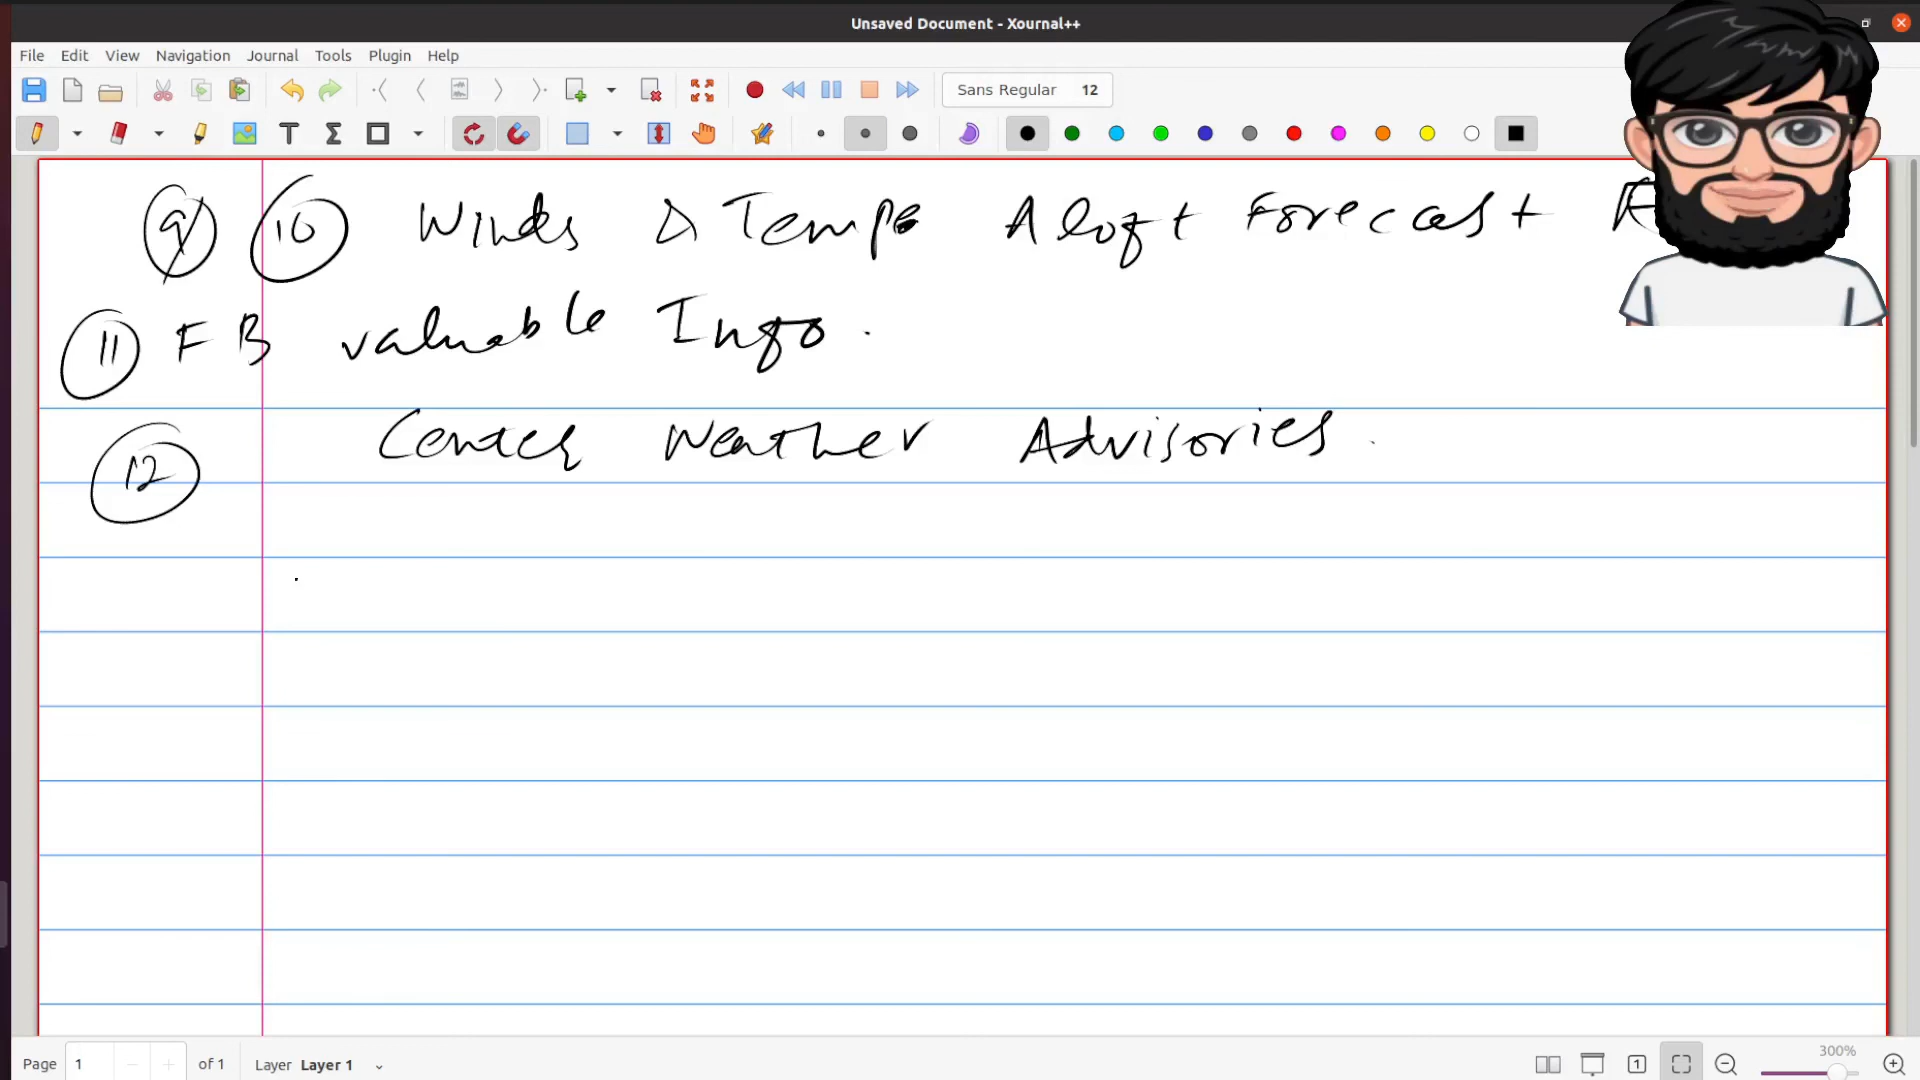 Unsaved Document - Xournal++
File Edit View Navigation Journal Tools Plugin Help
Sans Regular 12
9 10 Winds & Temps Aloft Forecast F
11 FB valuable Info.
12 Center Weather Advisories.
Page 1 of 1 Layer Layer 1 300%